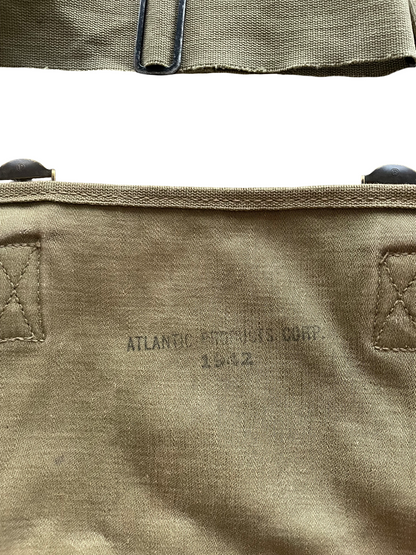 ATLANTIC PRODUCTS CORP.
1942